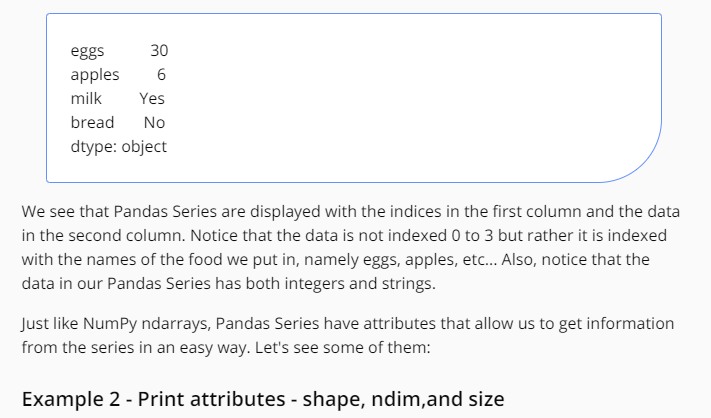 eggs 30
apples 6
milk Yes
bread No
dtype: object
We see that Pandas Series are displayed with the indices in the first column and the data
in the second column. Notice that the data is not indexed 0 to 3 but rather it is indexed
with the names of the food we put in, namely eggs, apples, etc... Also, notice that the
data in our Pandas Series has both integers and strings.
Just like NumPy ndarrays, Pandas Series have attributes that allow us to get information
from the series in an easy way. Let's see some of them:
Example 2 - Print attributes - shape, ndim,and size